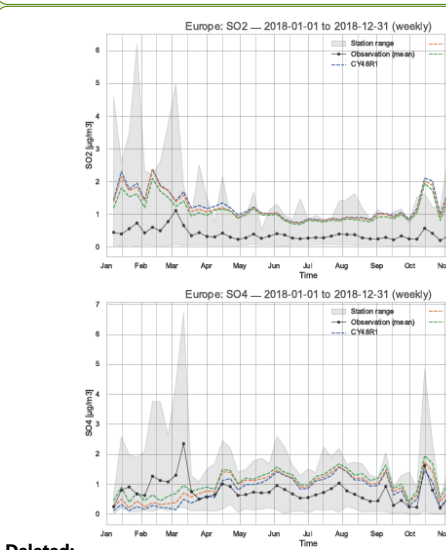 Europe: SO2 — 2018-01-01 to 2018-12-31 (weekly)
Station range
Observation (mean)
CY48R1
SO2 [µg/m3]
6
5
4
3
2
1
0
Jan Feb Mar Apr May Jun Jul Aug Sep Oct
Time
Europe: SO4 — 2018-01-01 to 2018-12-31 (weekly)
Station range
Observation (mean)
CY48R1
SO4 [µg/m3]
7
6
5
4
3
2
1
0
Jan Feb Mar Apr May Jun Jul Aug Sep Oct
Time
Deleted: